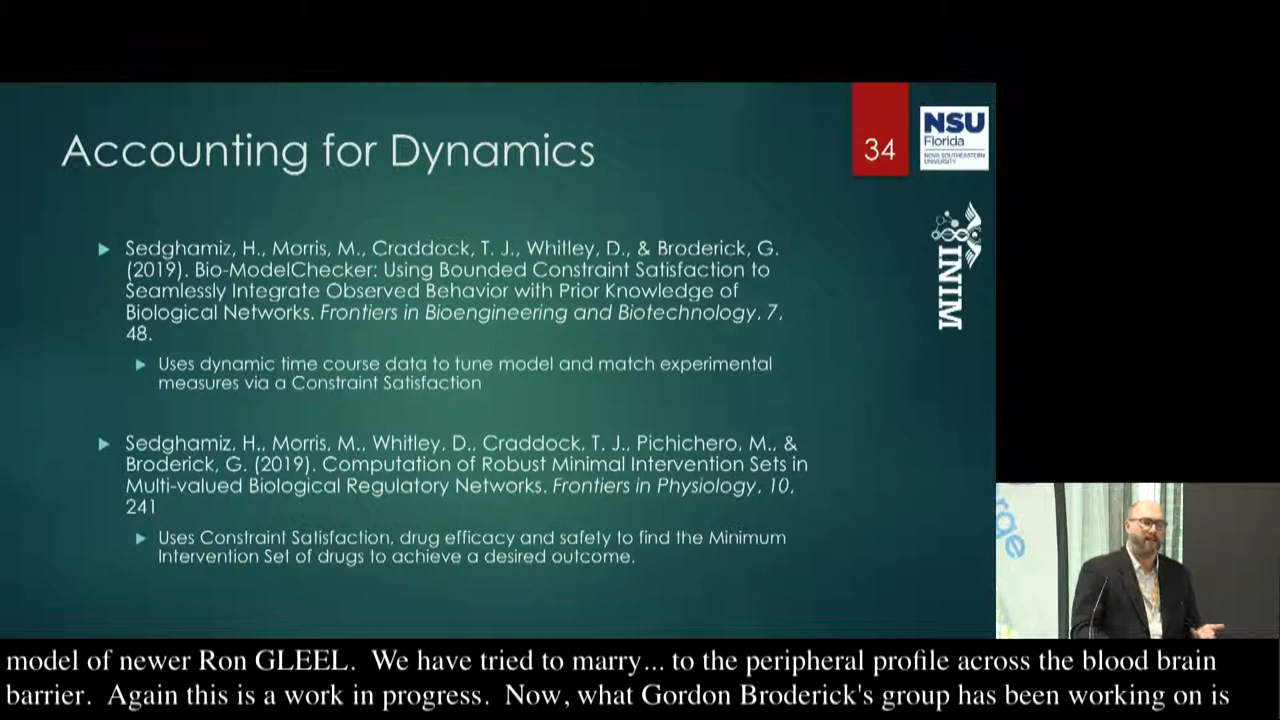 Accounting for Dynamics
34
NSU
Florida
NOVA SOUTHEASTERN
UNIVERSITY
INIM
Sedghamiz, H., Morris, M., Craddock, T. J., Whitley, D., & Broderick, G.
(2019). Bio-ModelChecker: Using Bounded Constraint Satisfaction to
Seamlessly Integrate Observed Behavior with Prior Knowledge of
Biological Networks. Frontiers in Bioengineering and Biotechnology, 7,
48.
Uses dynamic time course data to tune model and match experimental
measures via a Constraint Satisfaction
Sedghamiz, H., Morris, M., Whitley, D., Craddock, T. J., Pichichero, M., &
Broderick, G. (2019). Computation of Robust Minimal Intervention Sets in
Multi-valued Biological Regulatory Networks. Frontiers in Physiology, 10,
241
Uses Constraint Satisfaction, drug efficacy and safety to find the Minimum
Intervention Set of drugs to achieve a desired outcome.
rge
model of newer Ron GLEEL. We have tried to marry... to the peripheral profile across the blood brain
barrier. Again this is a work in progress. Now, what Gordon Broderick's group has been working on is